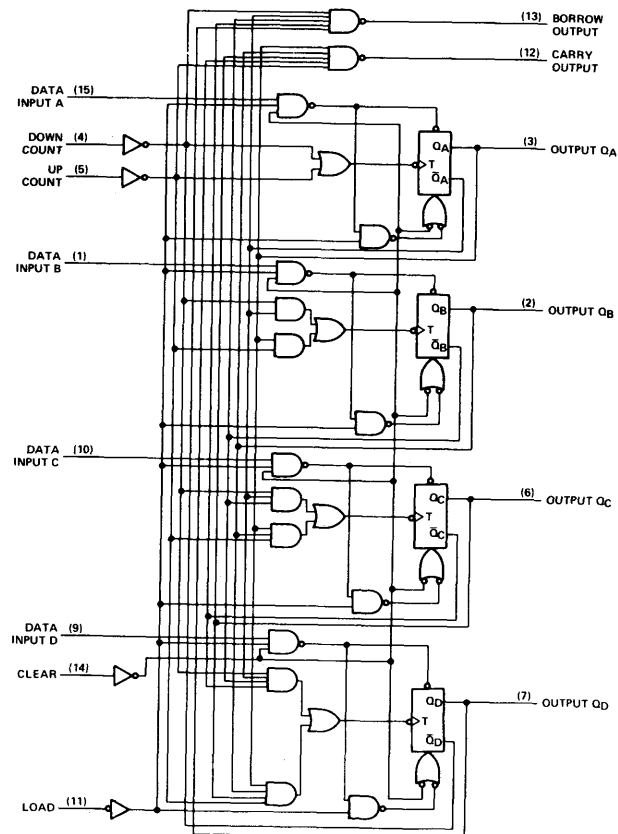 (13) BORROW
OUTPUT
(12) CARRY
OUTPUT
DATA (15)
INPUT A
DOWN (4)
COUNT
UP (5)
COUNT
QA
T
Q̅A
(3) OUTPUT QA
DATA (1)
INPUT B
QB
T
Q̅B
(2) OUTPUT QB
DATA (10)
INPUT C
QC
T
Q̅C
(6) OUTPUT QC
DATA (9)
INPUT D
CLEAR (14)
QD
T
Q̅D
(7) OUTPUT QD
LOAD (11)